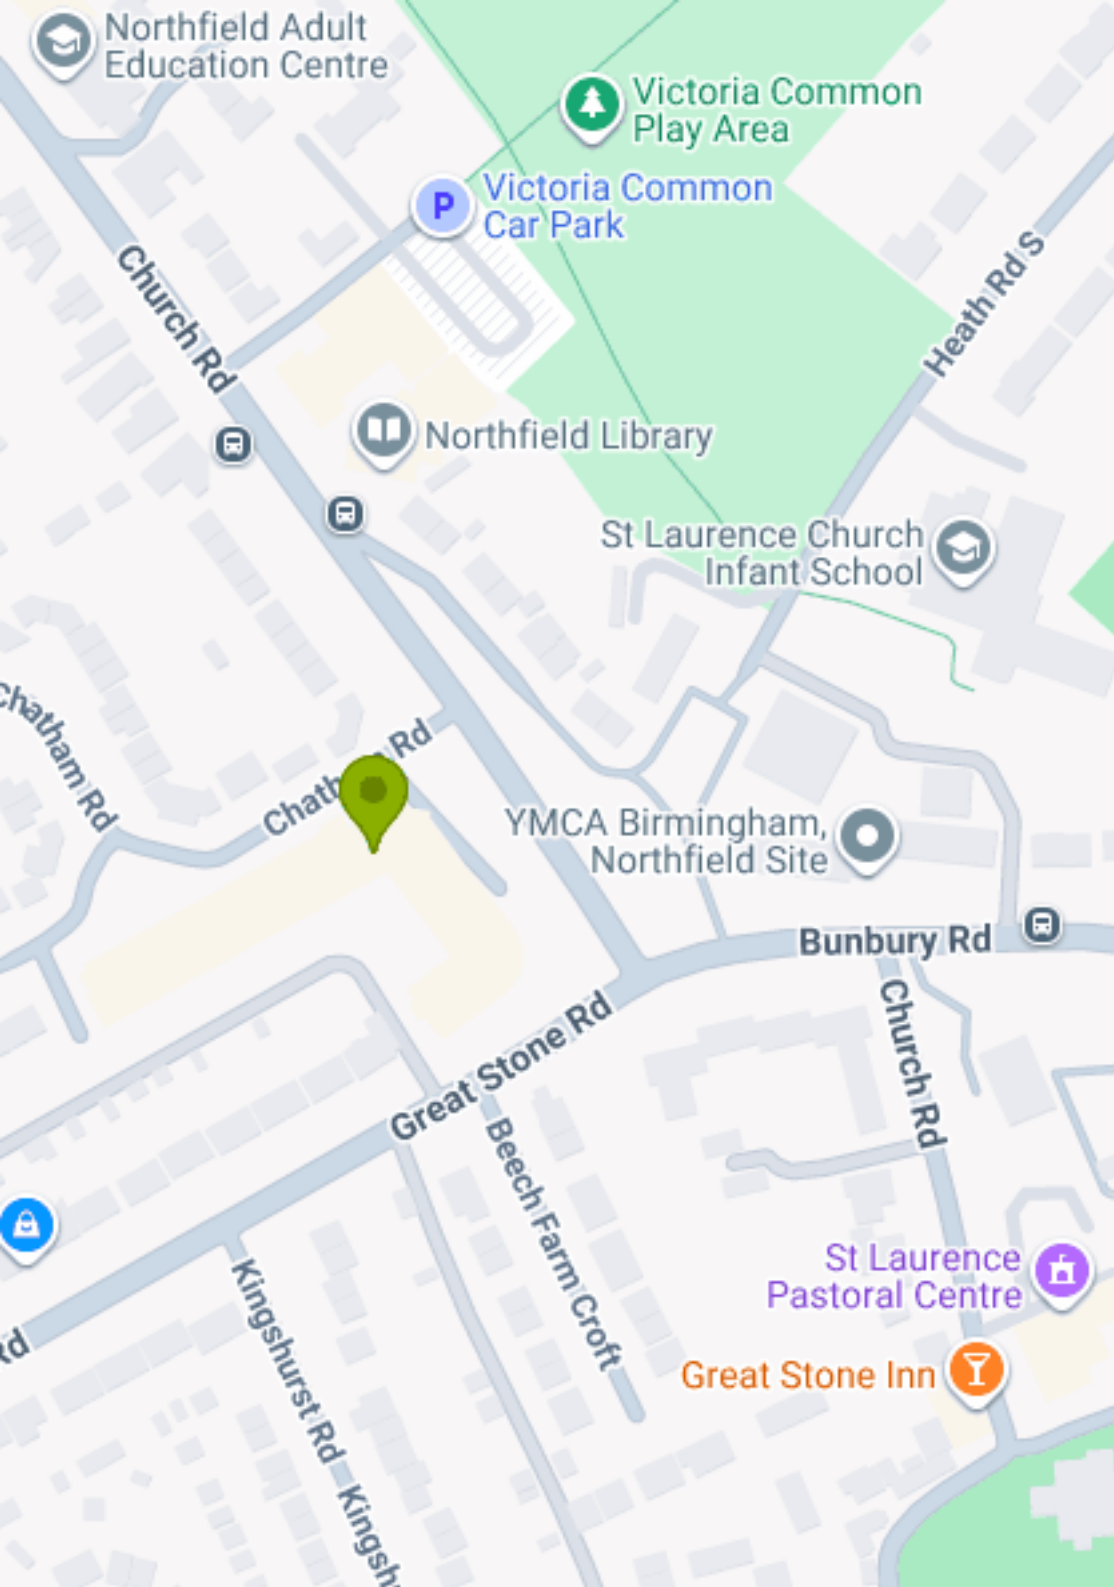 Northfield Adult
Education Centre
Victoria Common
Play Area
P
Victoria Common
Car Park
Church Rd
Heath Rd S
Northfield Library
St Laurence Church
Infant School
Chatham Rd
Rd
YMCA Birmingham,
Northfield Site
Bunbury Rd
Church Rd
Great Stone Rd
Beech Farm Croft
St Laurence
Pastoral Centre
Kingshurst Rd
Great Stone Inn
Rd